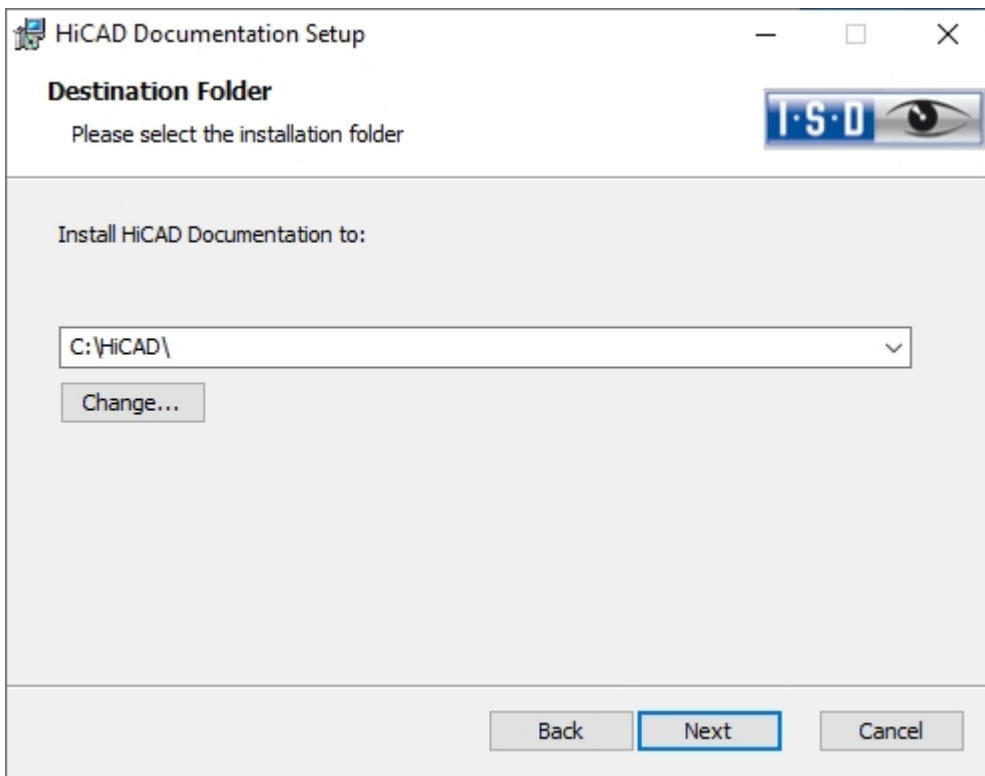 HiCAD Documentation Setup
Destination Folder
Please select the installation folder
I·S·D
Install HiCAD Documentation to:
C:\HiCAD\
Change...
Back Next Cancel